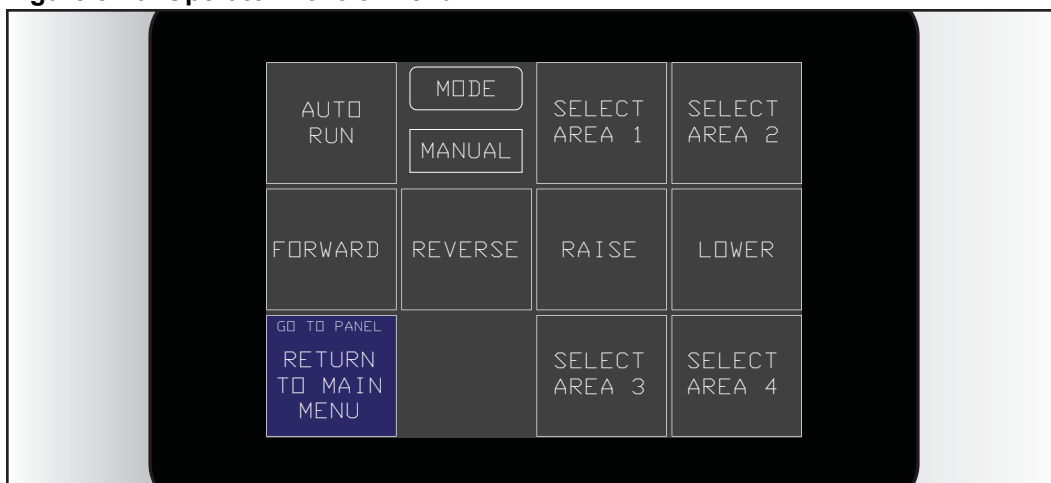 AUTO
RUN
MODE
MANUAL
SELECT
AREA 1
SELECT
AREA 2
FORWARD
REVERSE
RAISE
LOWER
GO TO PANEL
RETURN
TO MAIN
MENU
SELECT
AREA 3
SELECT
AREA 4